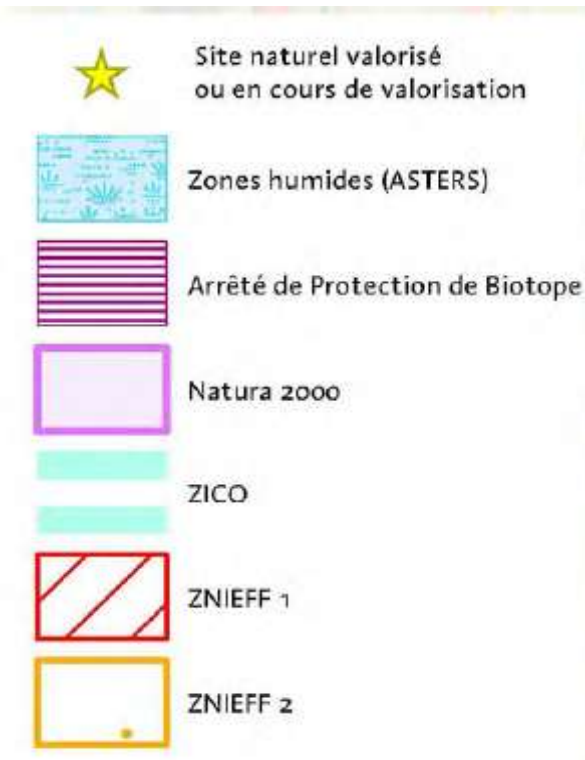 Site naturel valorisé
ou en cours de valorisation
Zones humides (ASTERS)
Arrêté de Protection de Biotope
Natura 2000
ZICO
ZNIEFF 1
ZNIEFF 2